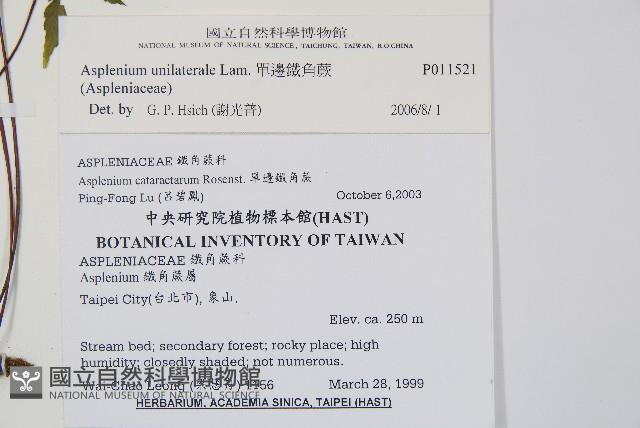 國立自然科學博物館
NATIONAL MUSEUM OF NATURAL SCIENCE, TAICHUNG, TAIWAN, R.O.CHINA
Asplenium unilaterale Lam. 單邊鐵角蕨 P011521
(Aspleniaceae)
Det. by G. P. Hsich (謝光普) 2006/8/1
ASPLENIACEAE 鐵角蕨科
Asplenium cataractarum Rosenst. 單邊鐵角蕨
Ping-Fong Lu (呂碧鳳) October 6,2003
中央研究院植物標本館(HAST)
BOTANICAL INVENTORY OF TAIWAN
ASPLENIACEAE 鐵角蕨科
Asplenium 鐵角蕨屬
Taipei City(台北市), 象山.
Elev. ca. 250 m
Stream bed; secondary forest; rocky place; high
humidity; closedly shaded; not numerous.
Wai-Chao Leong 1456 March 28, 1999
HERBARIUM, ACADEMIA SINICA, TAIPEI (HAST)
國立自然科學博物館
NATIONAL MUSEUM OF NATURAL SCIENCE